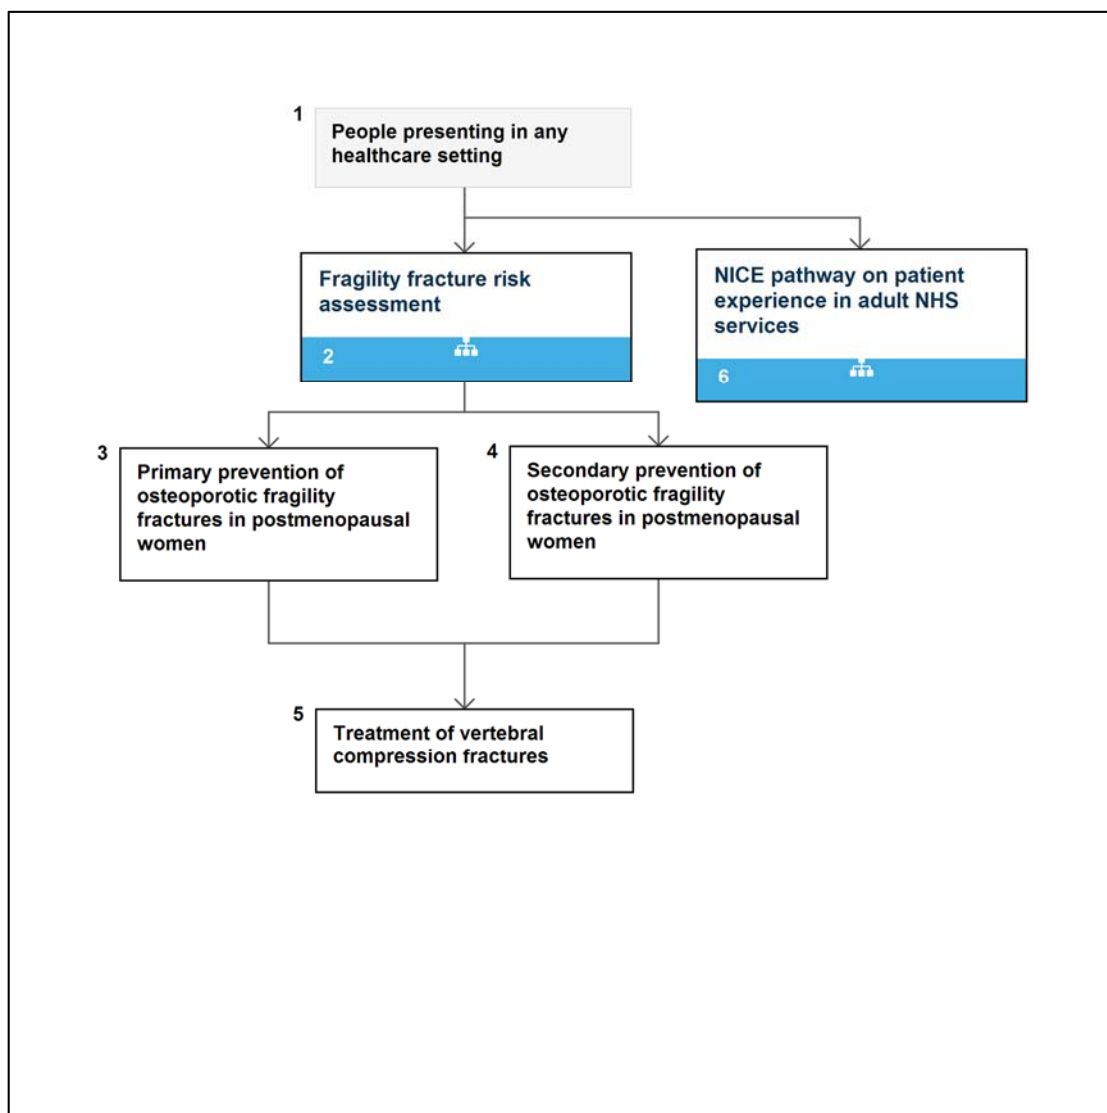 1
People presenting in any
healthcare setting
Fragility fracture risk
assessment
2
NICE pathway on patient
experience in adult NHS
services
6
3
Primary prevention of
osteoporotic fragility
fractures in postmenopausal
women
4
Secondary prevention of
osteoporotic fragility
fractures in postmenopausal
women
5
Treatment of vertebral
compression fractures